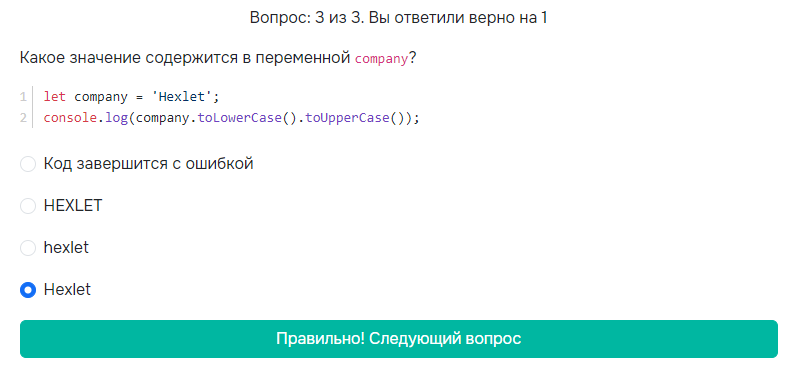 Вопрос: 3 из 3. Вы ответили верно на 1
Какое значение содержится в переменной company?
1 let company = 'Hexlet';
2 console.log(company.toLowerCase().toUpperCase());
Код завершится с ошибкой
HEXLET
hexlet
Hexlet
Правильно! Следующий вопрос